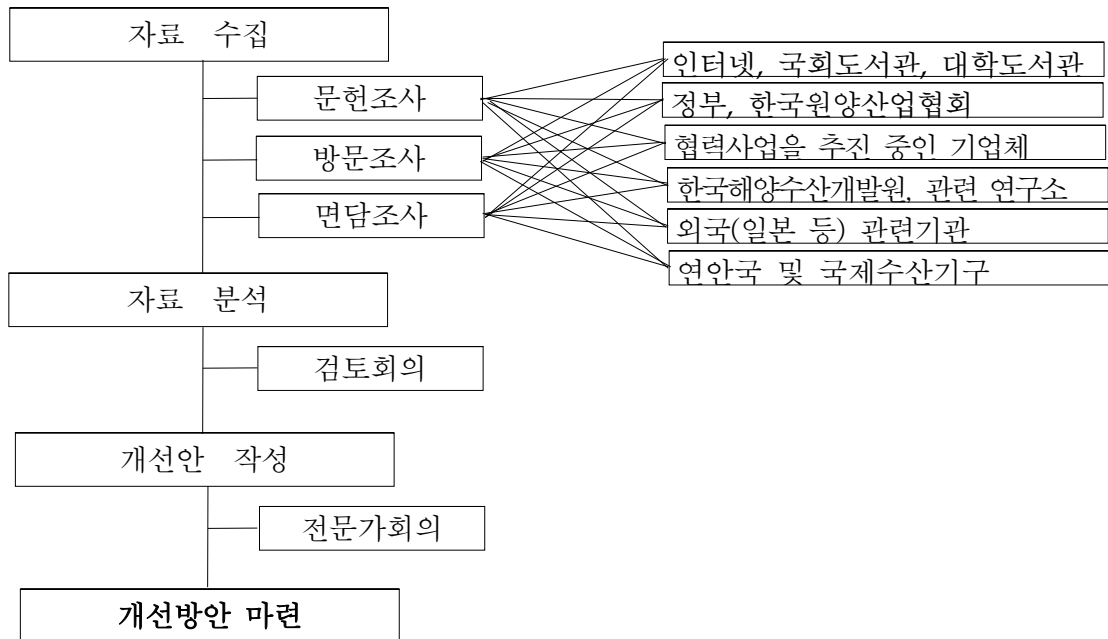 자료 수집
인터넷, 국회도서관, 대학도서관
문헌조사
정부, 한국원양산업협회
방문조사
협력사업을 추진 중인 기업체
한국해양수산개발원, 관련 연구소
면담조사
외국(일본 등) 관련기관
연안국 및 국제수산기구
자료 분석
검토회의
개선안 작성
전문가회의
개선방안 마련